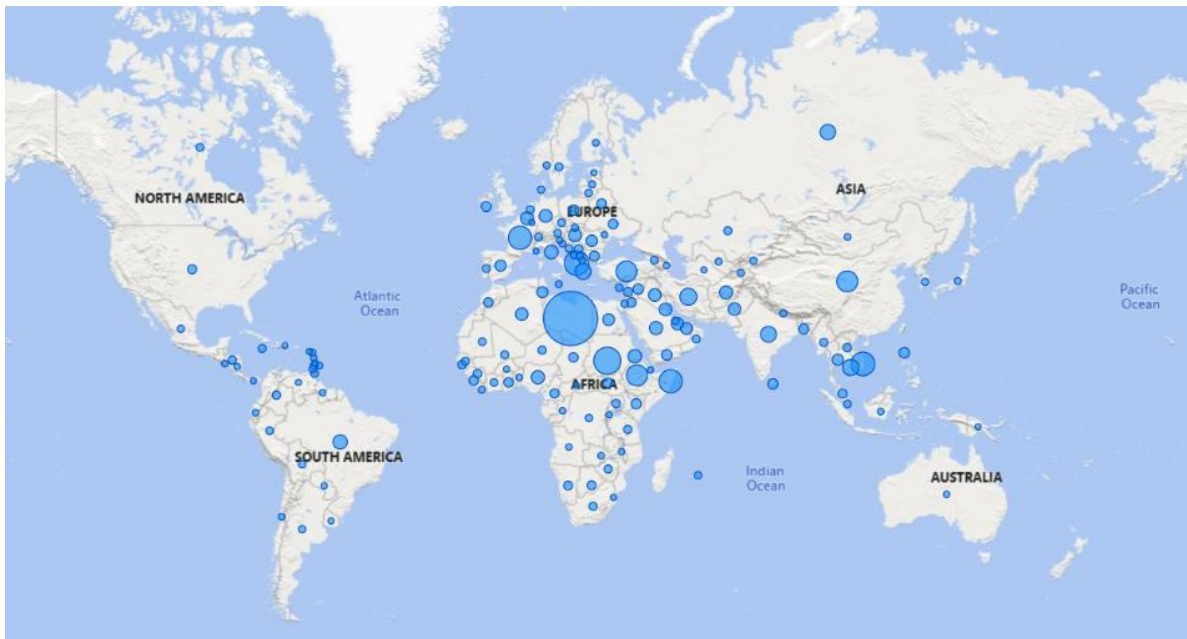 NORTH AMERICA
EUROPE
ASIA
Atlantic
Ocean
Pacific
Ocean
AFRICA
SOUTH AMERICA
Indian
Ocean
AUSTRALIA